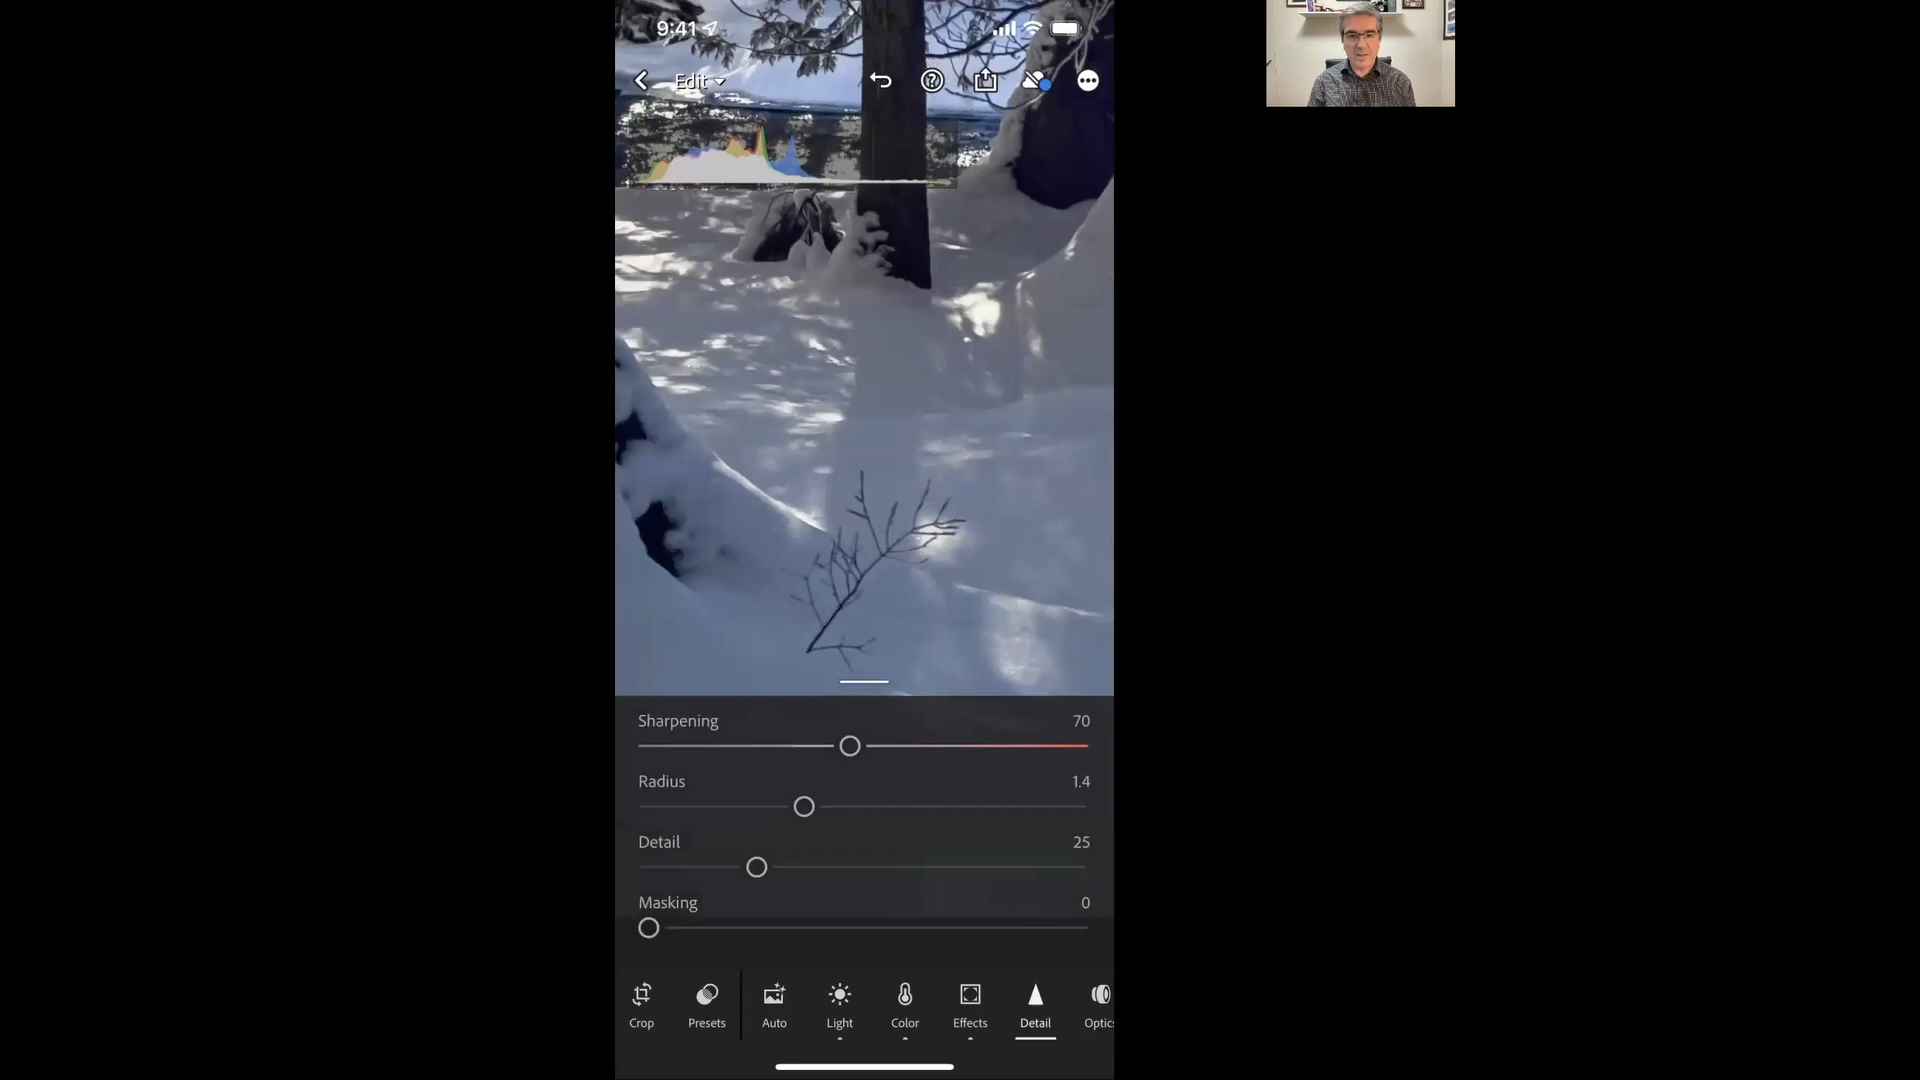 9:41
Edit
Sharpening 70
Radius 1.4
Detail 25
Masking 0
Crop Presets Auto Light Color Effects Detail Optics